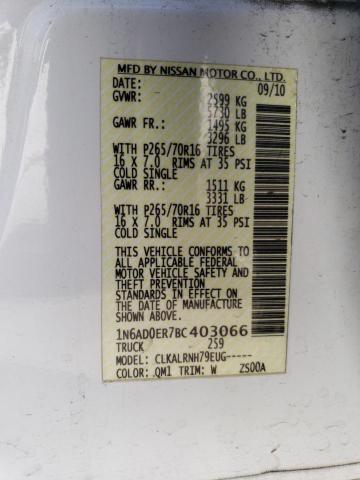 MFD BY NISSAN MOTOR CO., LTD.
DATE: 09/10
GVWR: 2599 KG
5730 LB
GAWR FR.: 1495 KG
3296 LB
WITH P265/70R16 TIRES
16 X 7.0 RIMS AT 35 PSI
COLD SINGLE
GAWR RR.: 1511 KG
3331 LB
WITH P265/70R16 TIRES
16 X 7.0 RIMS AT 35 PSI
COLD SINGLE
THIS VEHICLE CONFORMS TO
ALL APPLICABLE FEDERAL
MOTOR VEHICLE SAFETY AND
THEFT PREVENTION
STANDARDS IN EFFECT ON
THE DATE OF MANUFACTURE
SHOWN ABOVE.
1N6AD0ER7BC403066
TRUCK 259
MODEL: CLKALRNH79EUG-----
COLOR: QM1 TRIM: W ZS00A